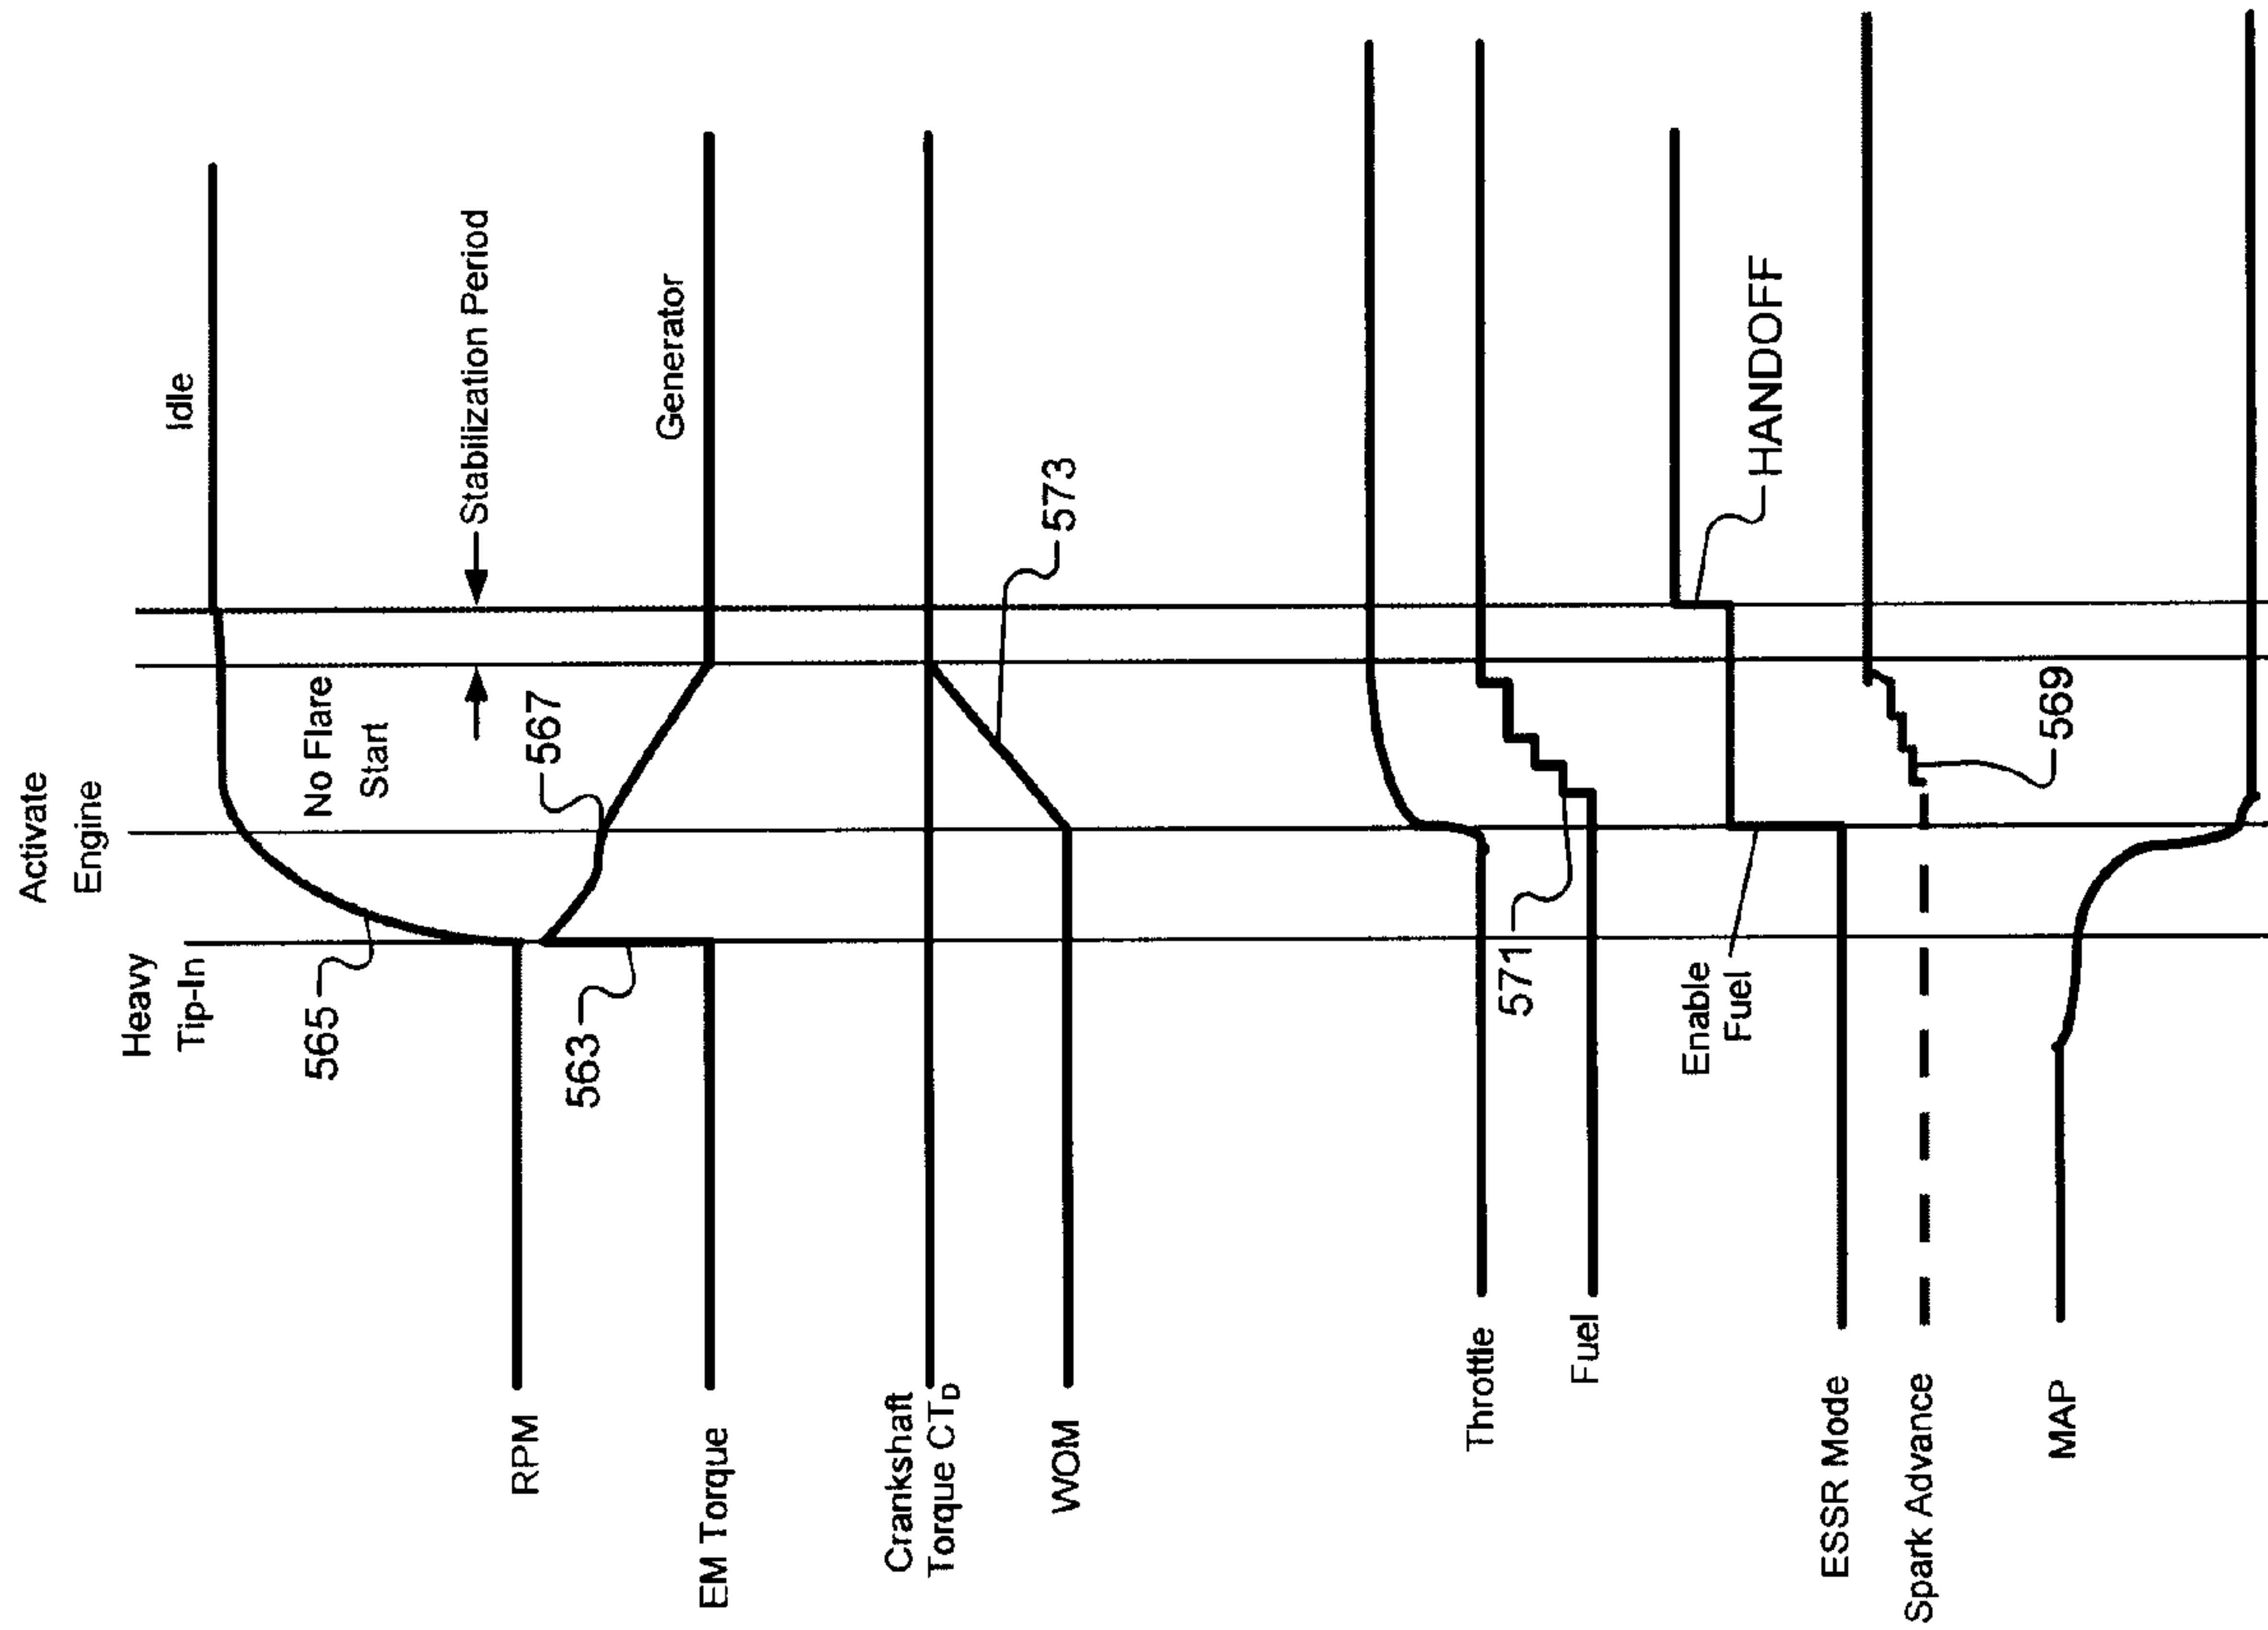 Activate
Engine
Heavy
Tip-In
Idle
No Flare
Start
Stabilization Period
Generator
565
563
567
573
RPM
EM Torque
Crankshaft
Torque CTD
WOM
Throttle
Fuel
571
Enable
Fuel
HANDOFF
ESSR Mode
Spark Advance
569
MAP